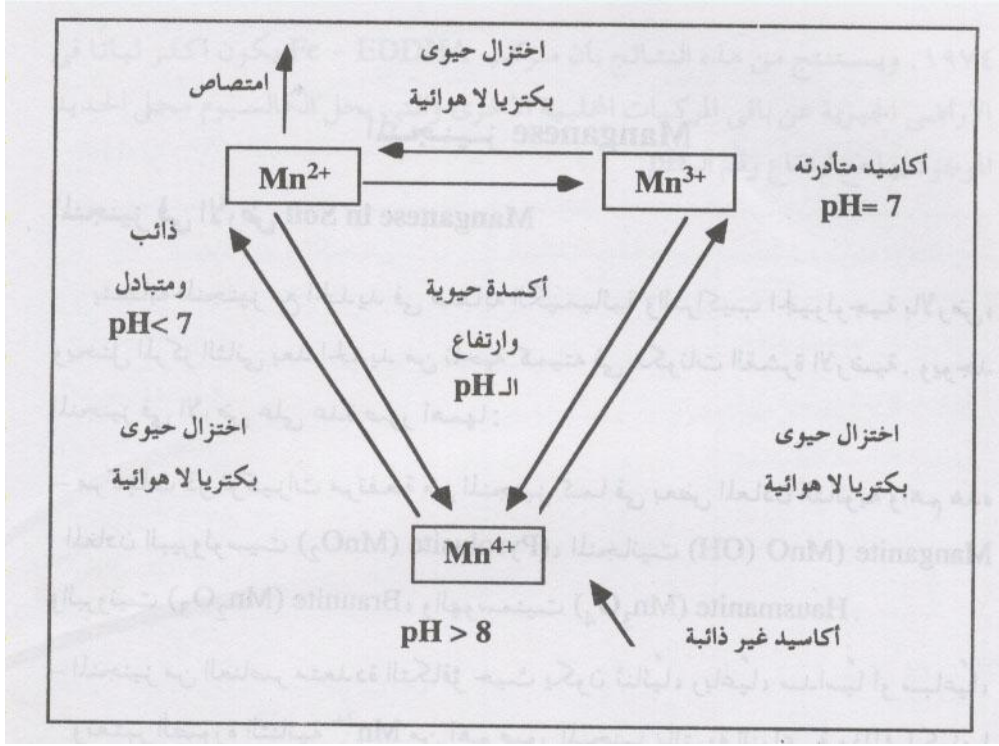 امتصاص
اختزال حيوى
بكتريا لا هوائية
Mn2+
Mn3+
أكاسيد متأدرته
pH= 7
ذائب
ومتبادل
pH< 7
أكسدة حيوية
وارتفاع
الـ pH
اختزال حيوى
بكتريا لا هوائية
اختزال حيوى
بكتريا لا هوائية
Mn4+
pH > 8
أكاسيد غير ذائبة